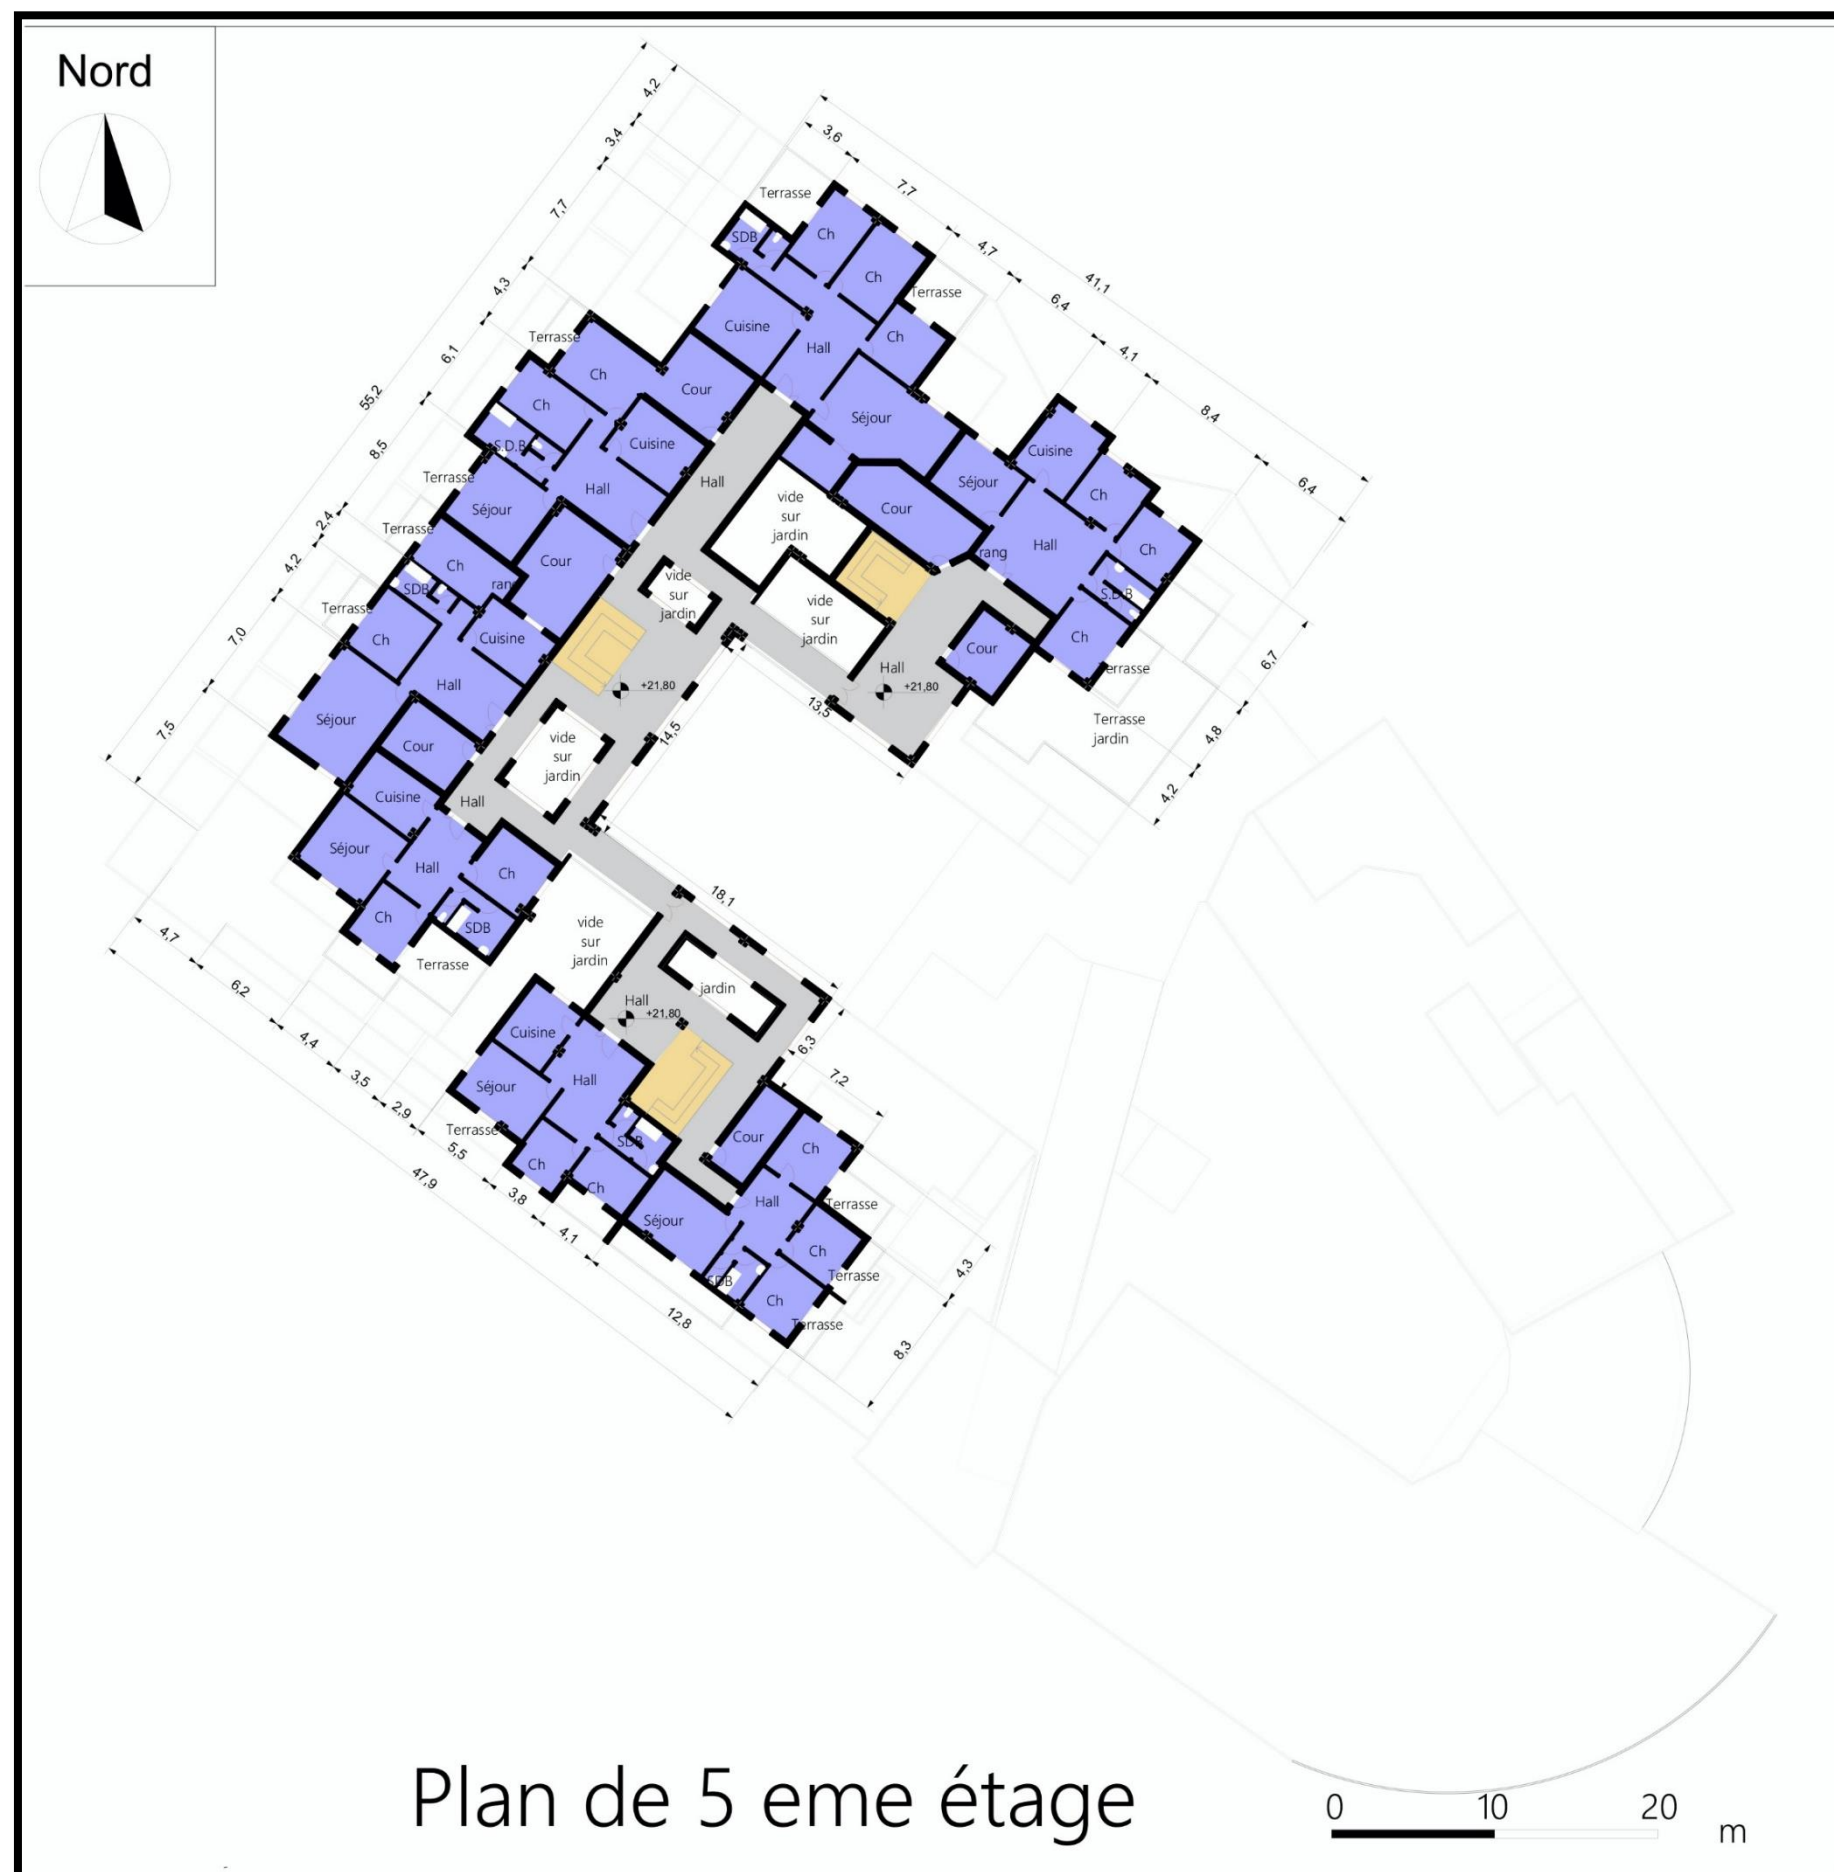 Nord
4,2
3,4
7,7
4,3
6,1
55,2
8,5
2,4
4,2
7,0
7,5
3,6
7,7
4,7
41,1
6,4
4,1
8,4
6,4
6,7
4,8
4,2
Terrasse
SDB
Ch
Ch
Terrasse
Cuisine
Hall
Ch
Terrasse
Ch
Cour
Ch
Séjour
Cuisine
S.D.B
Hall
Hall
Cuisine
Séjour
Ch
Terrasse
Séjour
vide
sur
jardin
Cour
Hall
Ch
rang
Terrasse
Cour
Ch
rang
SDB
vide
sur
jardin
vide
sur
jardin
S.D.B
Terrasse
Ch
Cuisine
Ch
Cour
Terrasse
Hall
Hall
+21,80
+21,80
13,5
14,5
Séjour
Cour
vide
sur
jardin
Terrasse
jardin
Cuisine
Hall
Séjour
Hall
Ch
Ch
SDB
Terrasse
18,1
vide
sur
jardin
jardin
Hall
+21,80
Cuisine
Hall
Séjour
6,3
7,2
Terrasse
SDB
Cour
Ch
Ch
Ch
Séjour
Hall
Terrasse
Ch
SDB
Ch
Terrasse
Terrasse
4,7
6,2
4,4
3,5
2,9
5,5
47,9
3,8
4,1
12,8
4,3
8,3
Plan de 5 eme étage
0 10 20
m